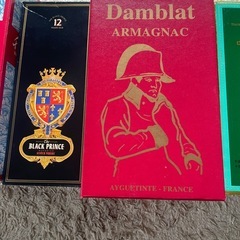 12
BLACK PRINCE
Damblat
ARMAGNAC
AYGUETINTE - FRANCE